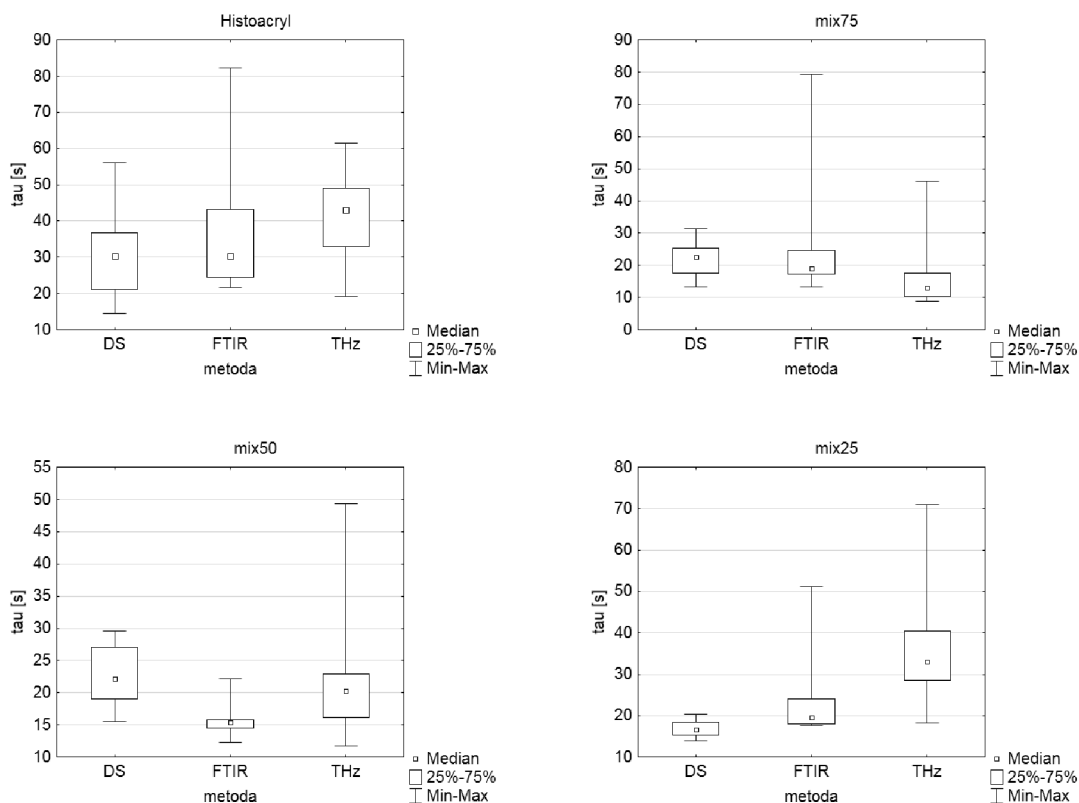 Histoacryl
90
80
70
60
50
40
30
20
10
tau [s]
DS FTIR THz
metoda
Median
25%-75%
Min-Max
mix75
90
80
70
60
50
40
30
20
10
0
tau [s]
DS FTIR THz
metoda
Median
25%-75%
Min-Max
mix50
55
50
45
40
35
30
25
20
15
10
tau [s]
DS FTIR THz
metoda
Median
25%-75%
Min-Max
mix25
80
70
60
50
40
30
20
10
tau [s]
DS FTIR THz
metoda
Median
25%-75%
Min-Max